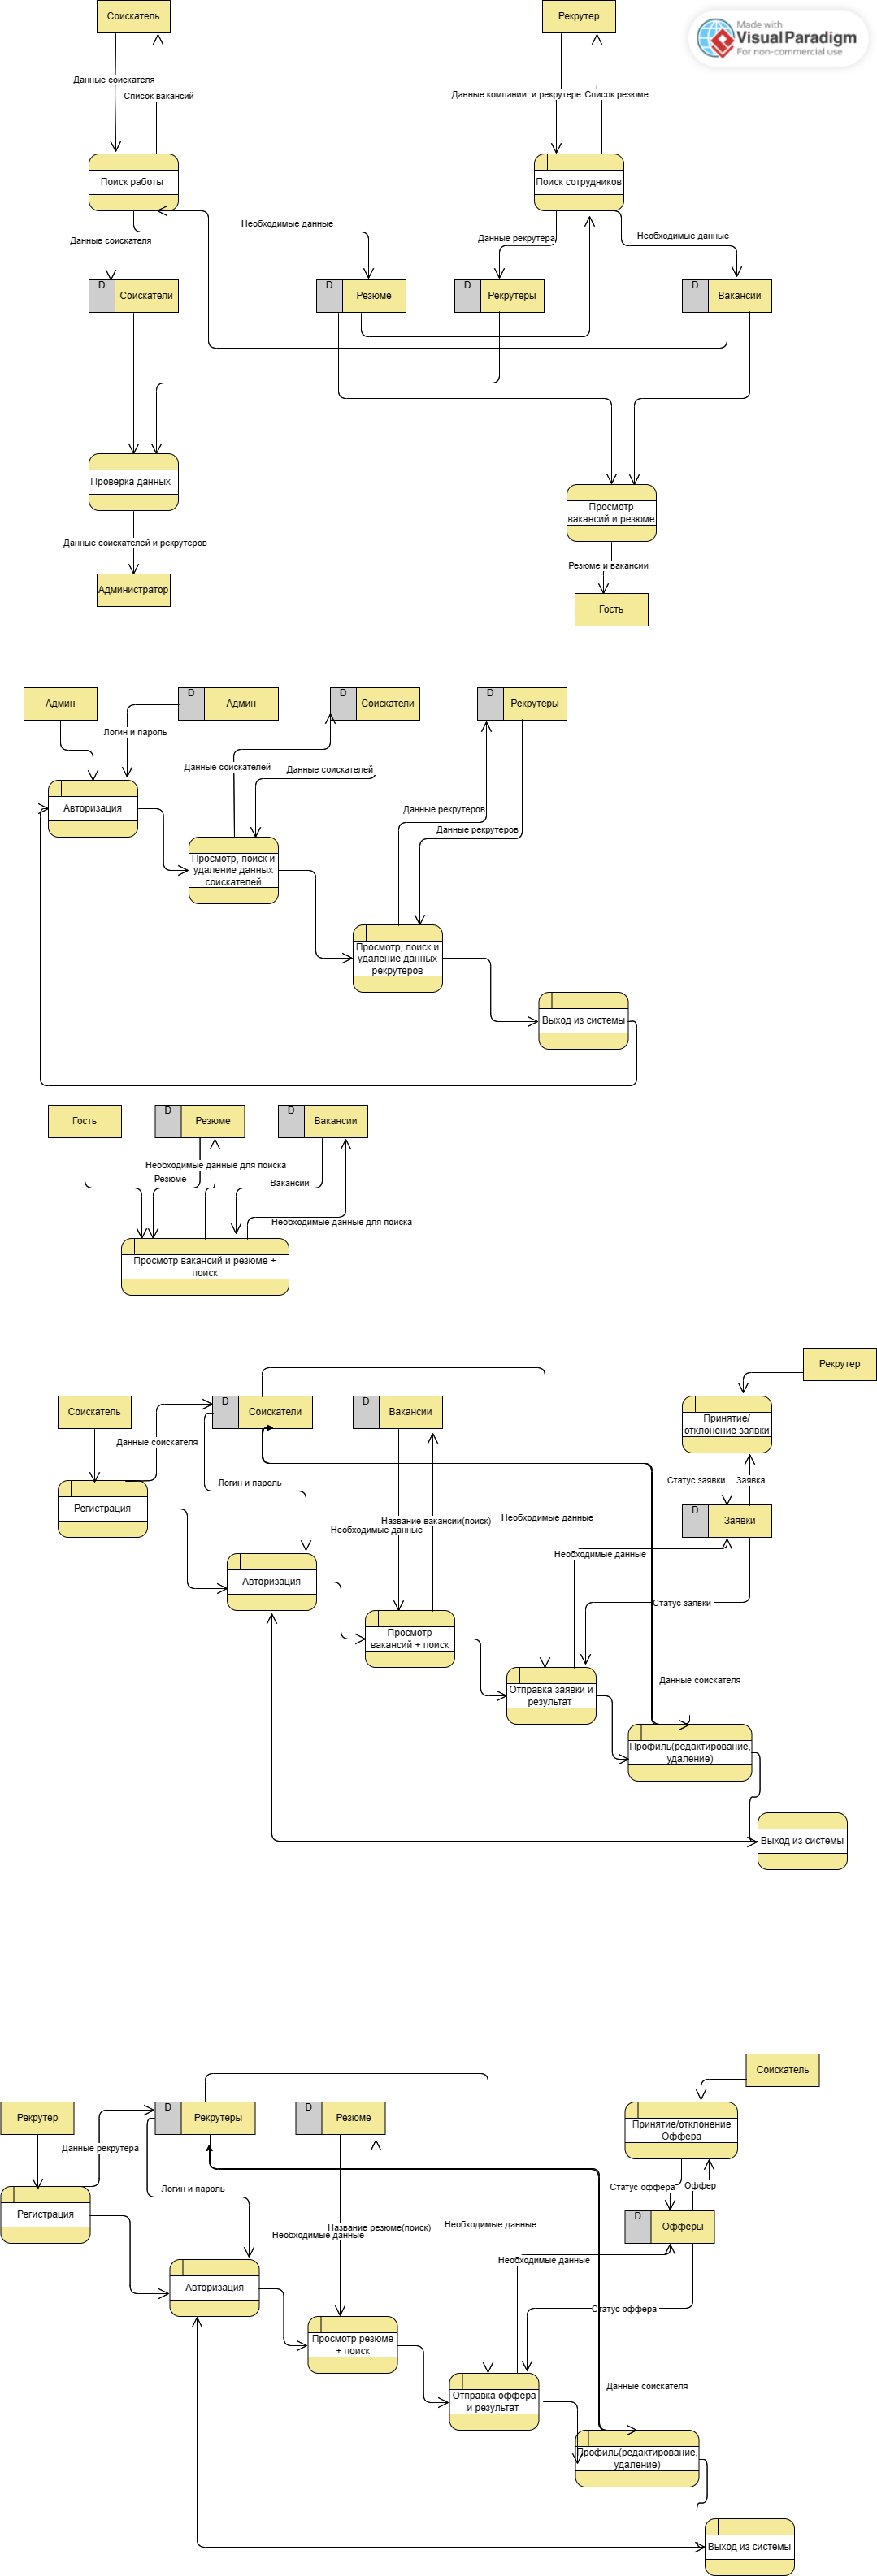 Соискатель
Рекрутер
Made with
VisualParadigm
For non-commercial use
Данные соискателя
Список вакансий
Данные компании и рекрутере
Список резюме
Поиск работы
Поиск сотрудников
Необходимые данные
Данные соискателя
Данные рекрутера
Необходимые данные
D
Соискатели
D
Резюме
D
Рекрутеры
D
Вакансии
Проверка данных
Просмотр
вакансий и резюме
Данные соискателей и рекрутеров
Резюме и вакансии
Администратор
Гость
Админ
D
Админ
D
Соискатели
D
Рекрутеры
Логин и пароль
Данные соискателей
Данные соискателей
Авторизация
Данные рекрутеров
Данные рекрутеров
Просмотр, поиск и
удаление данных
соискателей
Просмотр, поиск и
удаление данных
рекрутеров
Выход из системы
Гость
D
Резюме
D
Вакансии
Необходимые данные для поиска
Резюме
Вакансии
Необходимые данные для поиска
Просмотр вакансий и резюме +
поиск
Рекрутер
Соискатель
D
Соискатели
D
Вакансии
Принятие/
отклонение заявки
Данные соискателя
Логин и пароль
Статус заявки
Заявка
Регистрация
Название вакансии(поиск)
Необходимые данные
Необходимые данные
D
Заявки
Необходимые данные
Авторизация
Статус заявки
Просмотр
вакансий + поиск
Данные соискателя
Отправка заявки и
результат
Профиль(редактирование,
удаление)
Выход из системы
Соискатель
Рекрутер
D
Рекрутеры
D
Резюме
Принятие/отклонение
Оффера
Данные рекрутера
Логин и пароль
Статус оффера
Оффер
Регистрация
Название резюме(поиск)
Необходимые данные
Необходимые данные
D
Офферы
Необходимые данные
Авторизация
Статус оффера
Просмотр резюме
+ поиск
Данные соискателя
Отправка оффера
и результат
Профиль(редактирование,
удаление)
Выход из системы